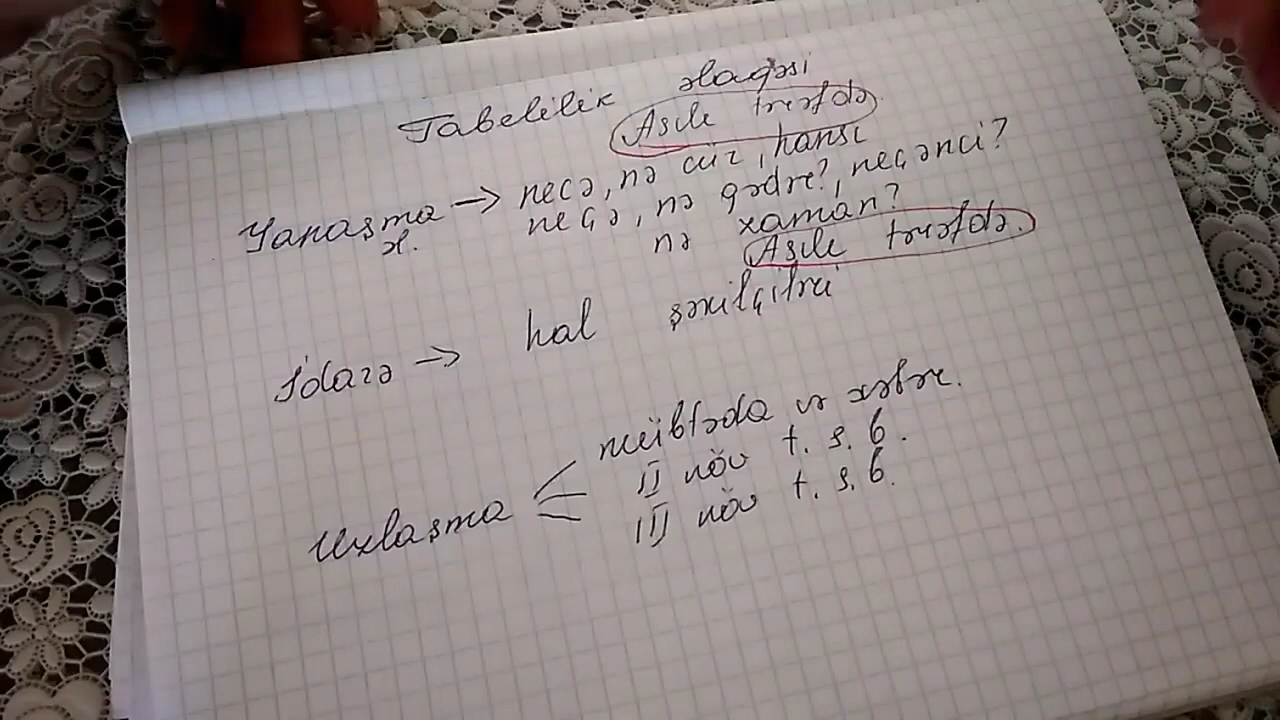 Tabelilik əlaqəsi
Asılı tərəfdə
Yanaşma → necə, nə cür, hansı
ə.
neçə, nə qədər?, neçənci?
nə zaman?
Asılı tərəfdə.
İdarə → hal şəkilçiləri
Uzlaşma
mübtəda və xəbər.
II növ t. s. b.
III növ t. s. b.